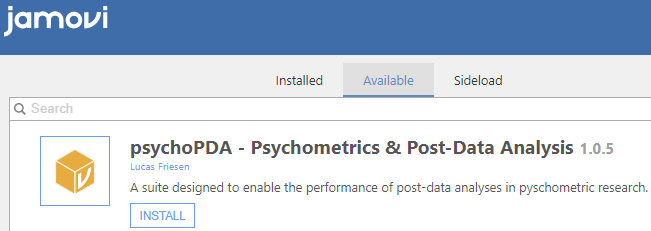 jamovi
Installed Available Sideload
Search
psychoPDA - Psychometrics & Post-Data Analysis 1.0.5
Lucas Friesen
A suite designed to enable the performance of post-data analyses in pyschometric research.
INSTALL